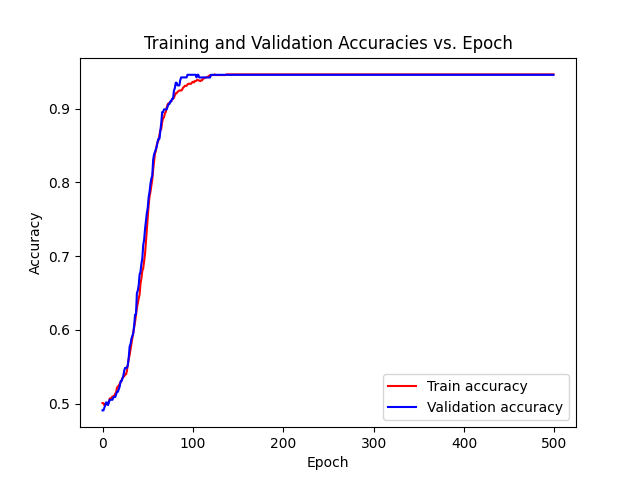 Training and Validation Accuracies vs. Epoch
0.9
0.8
0.7
0.6
0.5
Accuracy
Train accuracy
Validation accuracy
0 100 200 300 400 500
Epoch